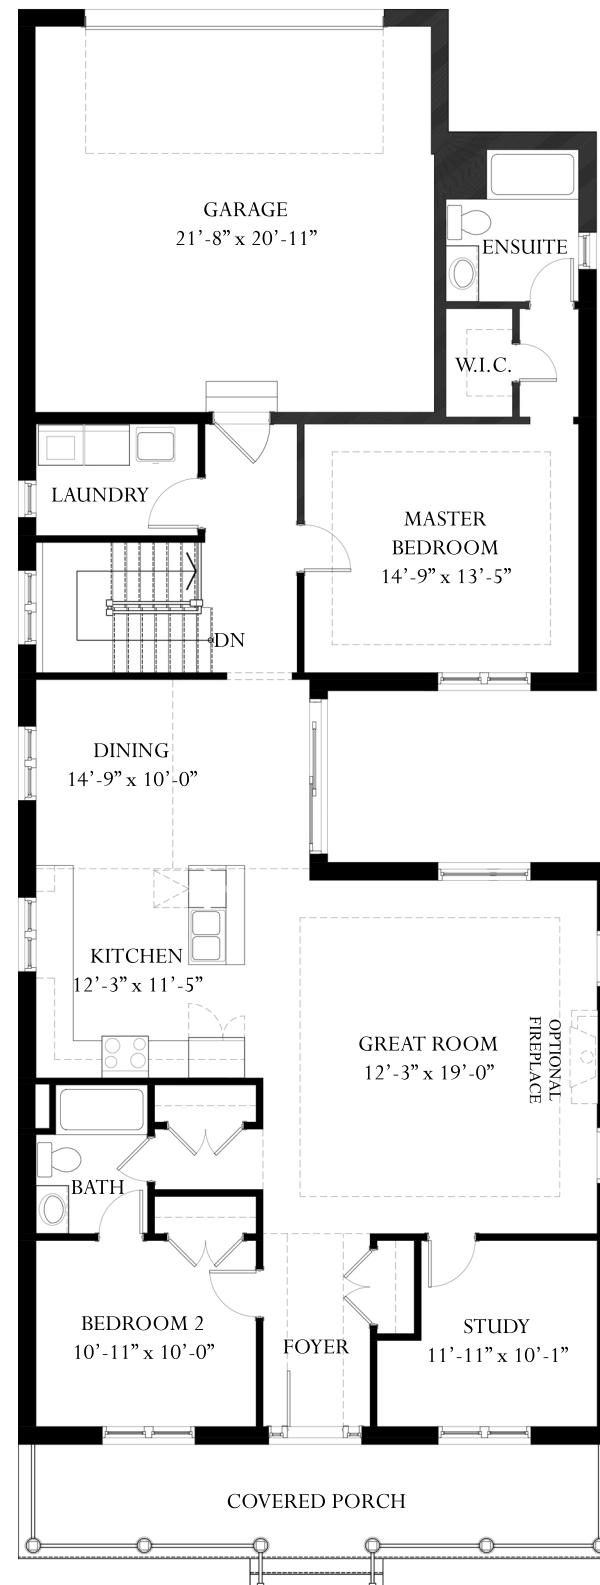 GARAGE
21'-8" x 20'-11"
ENSUITE
W.I.C.
LAUNDRY
MASTER
BEDROOM
14'-9" x 13'-5"
DN
DINING
14'-9" x 10'-0"
KITCHEN
12'-3" x 11'-5"
GREAT ROOM
12'-3" x 19'-0"
OPTIONAL
FIREPLACE
BATH
BEDROOM 2
10'-11" x 10'-0"
FOYER
STUDY
11'-11" x 10'-1"
COVERED PORCH